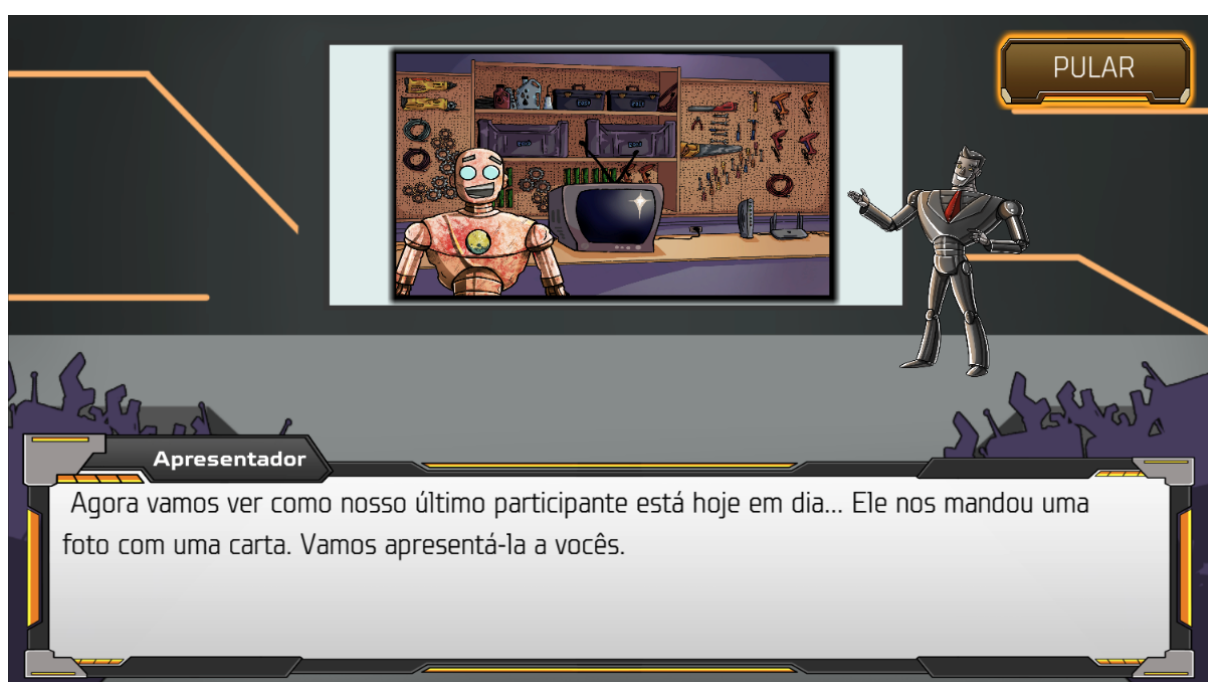 PULAR
Apresentador
Agora vamos ver como nosso último participante está hoje em dia... Ele nos mandou uma
foto com uma carta. Vamos apresentá-la a vocês.